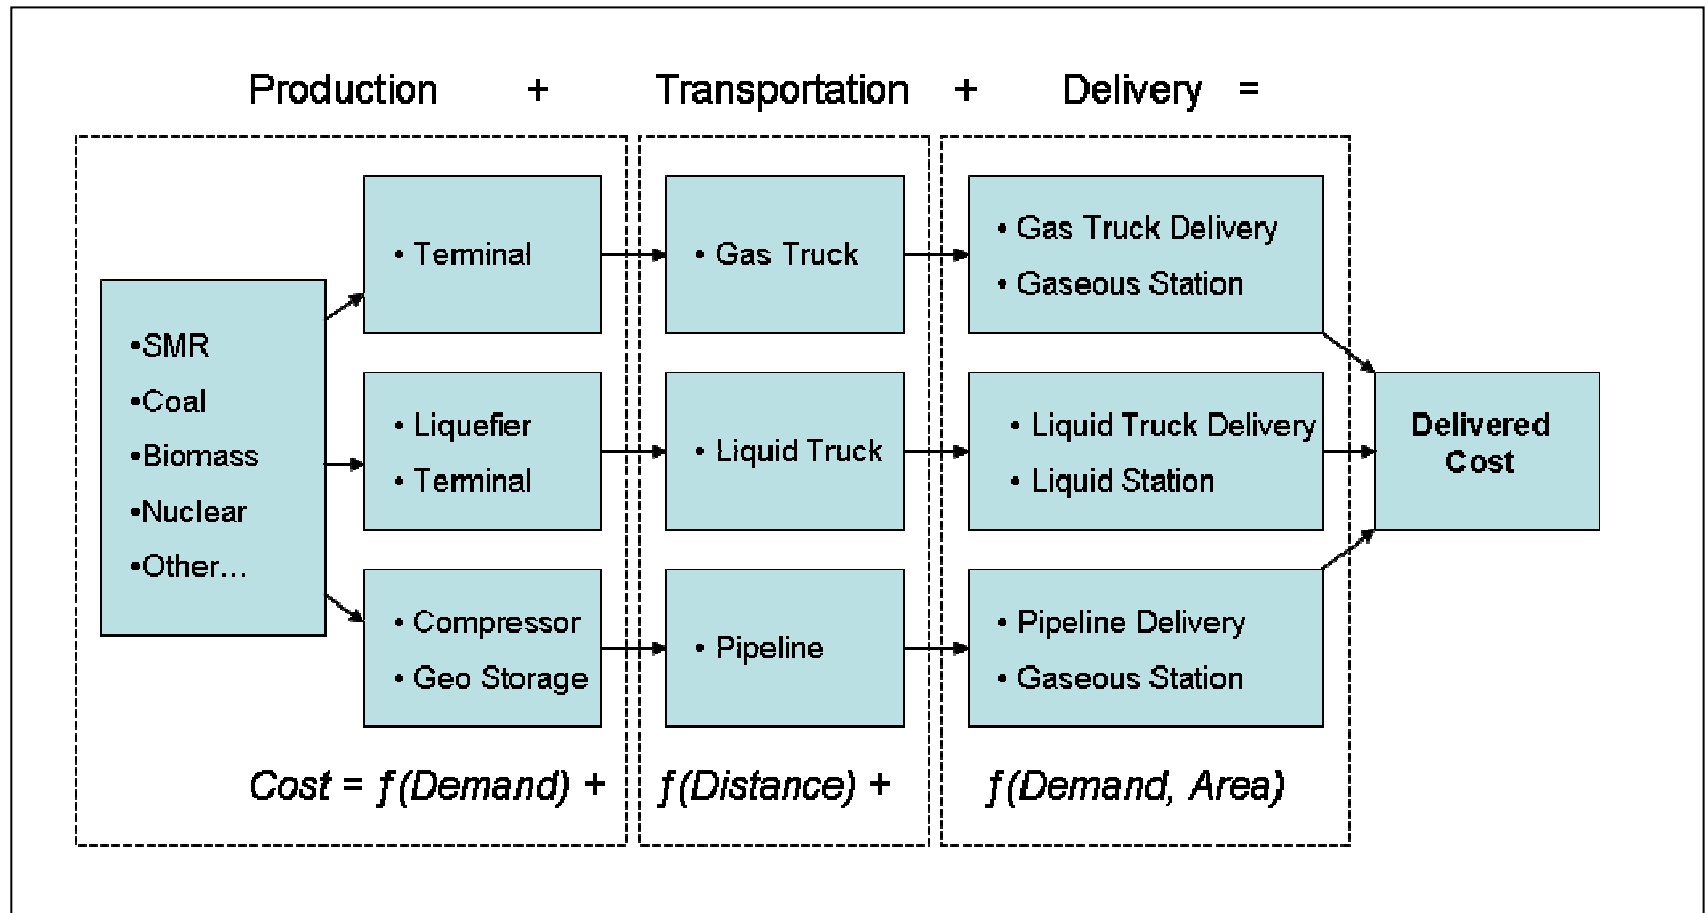 Production + Transportation + Delivery =
•SMR
•Coal
•Biomass
•Nuclear
•Other...
• Terminal
• Liquefier
• Terminal
• Compressor
• Geo Storage
• Gas Truck
• Liquid Truck
• Pipeline
• Gas Truck Delivery
• Gaseous Station
• Liquid Truck Delivery
• Liquid Station
• Pipeline Delivery
• Gaseous Station
Delivered
Cost
Cost = ƒ(Demand) + ƒ(Distance) + ƒ(Demand, Area)